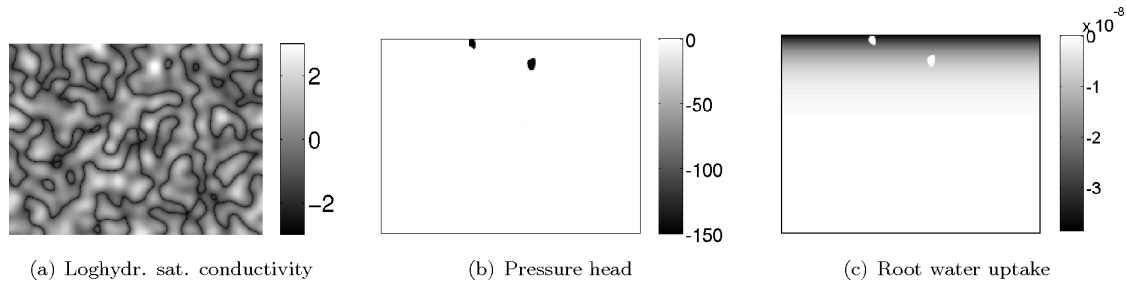 2
0
−2
0
-50
-100
-150
x 10⁻⁸
0
-1
-2
-3
(a) Loghydr. sat. conductivity
(b) Pressure head
(c) Root water uptake